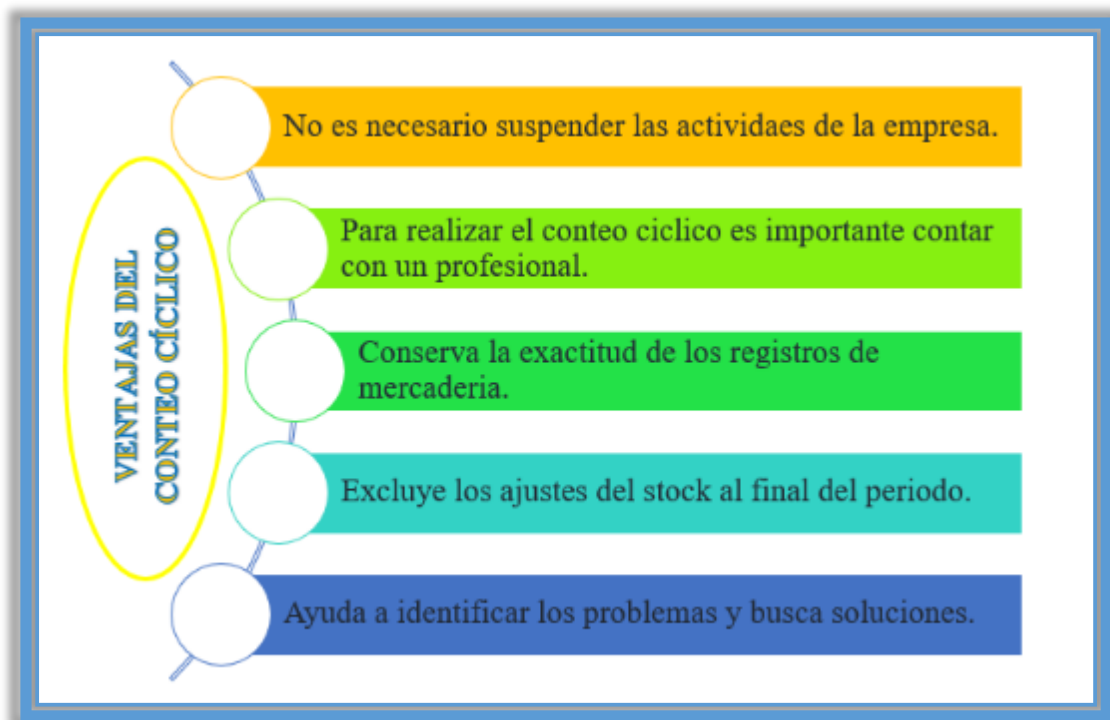 VENTAJAS DEL
CONTEO CÍCLICO
No es necesario suspender las actividaes de la empresa.
Para realizar el conteo ciclico es importante contar
con un profesional.
Conserva la exactitud de los registros de
mercaderia.
Excluye los ajustes del stock al final del periodo.
Ayuda a identificar los problemas y busca soluciones.